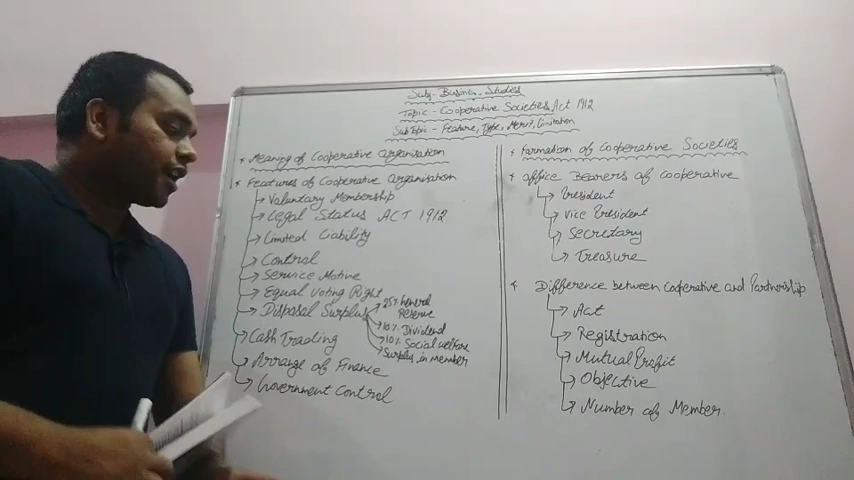 Sub:- Business Studies
Topic - Cooperative Societies Act 1912
Sub Topic - Feature, Type, Merit, Limitation
* Meaning of Cooperative Organisation
* Features of Cooperative Organisation
Voluntary Membership
Legal Status ACT 1912
Limited Liability
Control
Service Motive
Equal Voting Right
Disposal Surplus
25% General
Reserve
10% Dividend
10% Social welfare
Surplus in member
Cash Trading
Arrange of Finance
Government Control
* Formation of Cooperative Societies
* Office Bearers of Cooperative
President
Vice President
Secretary
Treasure
* Difference between Cooperative and Partnership
Act
Registration
Mutual Profit
Objective
Number of Member